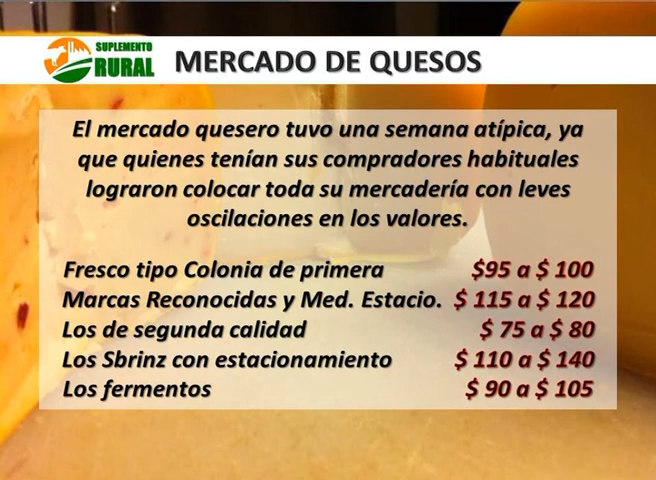 SUPLEMENTO
RURAL
MERCADO DE QUESOS
El mercado quesero tuvo una semana atípica, ya
que quienes tenían sus compradores habituales
lograron colocar toda su mercadería con leves
oscilaciones en los valores.
Fresco tipo Colonia de primera $95 a $ 100
Marcas Reconocidas y Med. Estacio. $ 115 a $ 120
Los de segunda calidad $ 75 a $ 80
Los Sbrinz con estacionamiento $ 110 a $ 140
Los fermentos $ 90 a $ 105